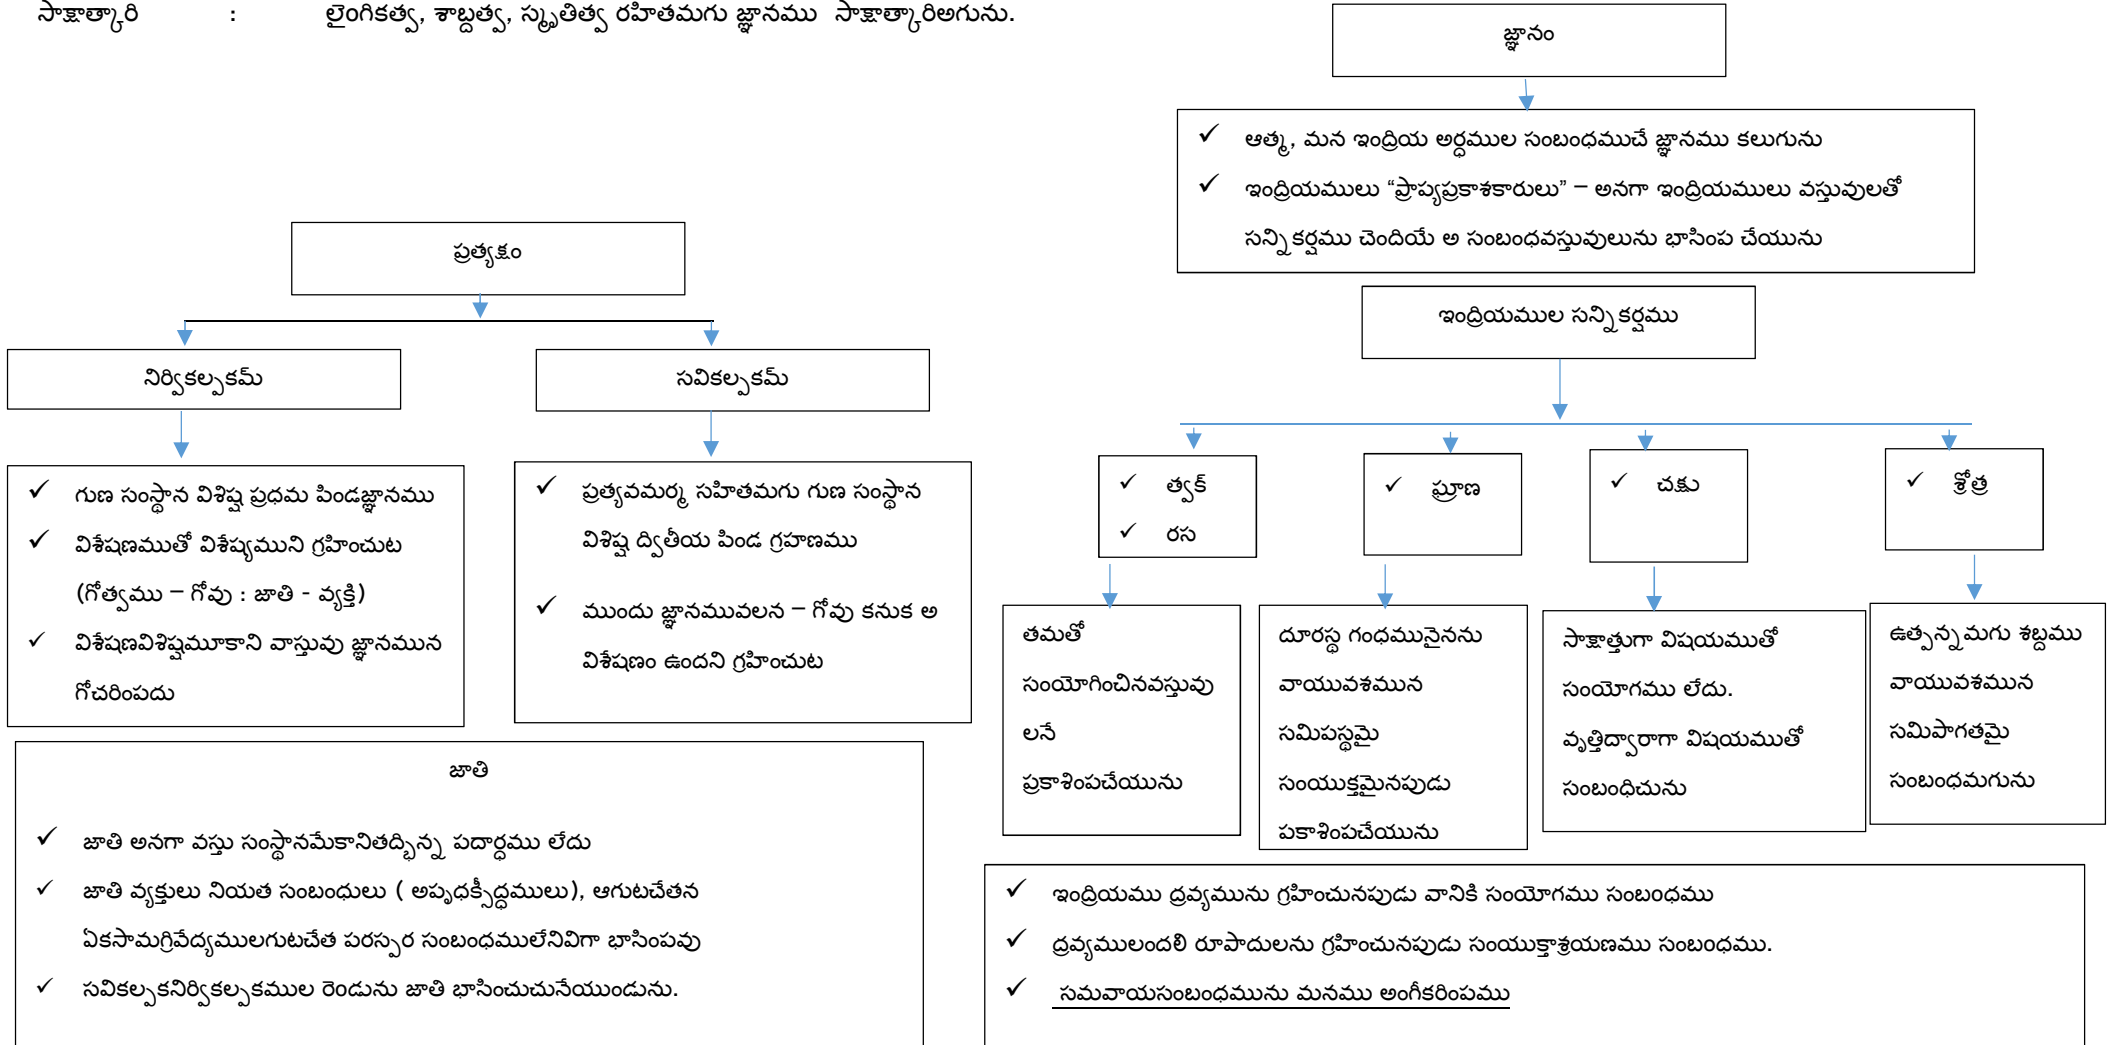 సాక్షాత్కారి : లైంగికత్వ, శాబ్దత్వ, స్మృతిత్వ రహితమగు జ్ఞానము సాక్షాత్కారిఅగును.
ప్రత్యక్షం
నిర్వికల్పకమ్
సవికల్పకమ్
✓ గుణ సంస్థాన విశిష్ష ప్రధమ పిండజ్ఞానము
✓ విశేషణముతో విశేష్యముని గ్రహించుట
(గోత్వము – గోవు : జాతి - వ్యక్తి)
✓ విశేషణవిశిష్షమూకాని వాస్తువు జ్ఞానమున
గోచరింపదు
✓ ప్రత్యవమర్మ సహితమగు గుణ సంస్థాన
విశిష్ష ద్వితీయ పిండ గ్రహణము
✓ ముందు జ్ఞానమువలన – గోవు కనుక అ
విశేషణం ఉందని గ్రహించుట
జాతి
✓ జాతి అనగా వస్తు సంస్థానమేకానితద్భిన్న పదార్థము లేదు
✓ జాతి వ్యక్తులు నియత సంబంధులు ( అపృధక్సీద్ధములు), ఆగుటచేతన
ఏకసామగ్రివేద్యములగుటచేత పరస్పర సంబంధములేనివిగా భాసింపవు
✓ సవికల్పకనిర్వికల్పకముల రెండును జాతి భాసించుచునేయుండును.
జ్ఞానం
✓ ఆత్మ, మన ఇంద్రియ అర్ధముల సంబంధముచే జ్ఞానము కలుగును
✓ ఇంద్రియములు “ప్రాప్యప్రకాశకారులు” – అనగా ఇంద్రియములు వస్తువులతో
సన్నికర్షము చెందియే అ సంబంధవస్తువులును భాసింప చేయును
ఇంద్రియముల సన్నికర్షము
✓ త్వక్
✓ రస
✓ ఘ్రాణ
✓ చక్షు
✓ శ్రోత్ర
తమతో
సంయోగించినవస్తువు
లనే
ప్రకాశింపచేయును
దూరస్థ గంధమునైనను
వాయువశమున
సమిపస్థమై
సంయుక్తమైనపుడు
పకాశింపచేయును
సాక్షాత్తుగా విషయముతో
సంయోగము లేదు.
వృత్తిద్వారాగా విషయముతో
సంబంధిచును
ఉత్పన్నమగు శబ్దము
వాయువశమున
సమిపాగతమై
సంబంధమగును
✓ ఇంద్రియము ద్రవ్యమును గ్రహించునపుడు వానికి సంయోగము సంబంధము
✓ ద్రవ్యములందలి రూపాదులను గ్రహించునపుడు సంయుక్తాశ్రయణము సంబంధము.
✓ సమవాయసంబంధమును మనము అంగీకరింపము